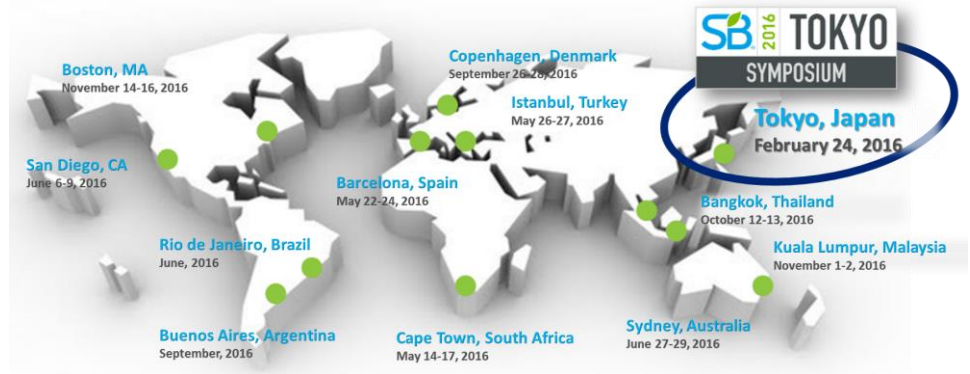 SB 2016 TOKYO
SYMPOSIUM
Tokyo, Japan
February 24, 2016
Copenhagen, Denmark
September 26-28, 2016
Boston, MA
November 14-16, 2016
Istanbul, Turkey
May 26-27, 2016
San Diego, CA
June 6-9, 2016
Barcelona, Spain
May 22-24, 2016
Bangkok, Thailand
October 12-13, 2016
Rio de Janeiro, Brazil
June, 2016
Kuala Lumpur, Malaysia
November 1-2, 2016
Buenos Aires, Argentina
September, 2016
Cape Town, South Africa
May 14-17, 2016
Sydney, Australia
June 27-29, 2016